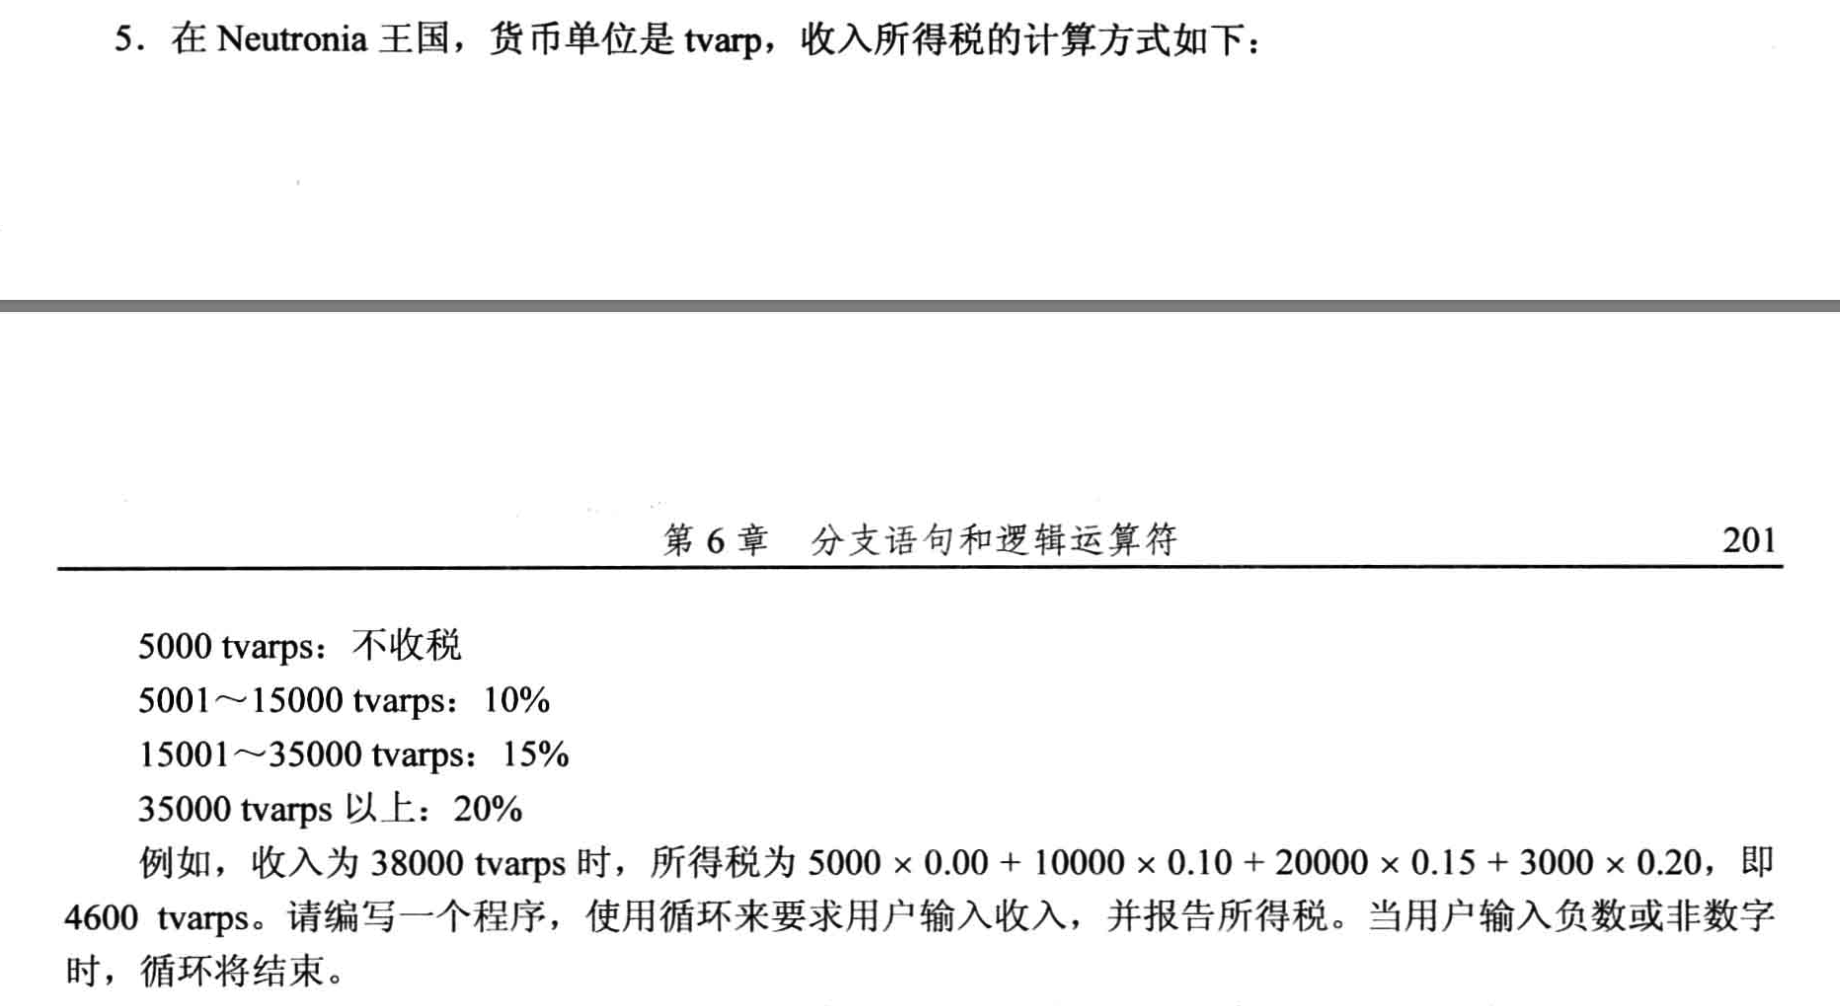 5．在 Neutronia 王国，货币单位是 tvarp，收入所得税的计算方式如下：
第 6 章　分支语句和逻辑运算符　201
5000 tvarps：不收税
5001～15000 tvarps：10%
15001～35000 tvarps：15%
35000 tvarps 以上：20%
例如，收入为 38000 tvarps 时，所得税为 5000 × 0.00 + 10000 × 0.10 + 20000 × 0.15 + 3000 × 0.20，即
4600 tvarps。请编写一个程序，使用循环来要求用户输入收入，并报告所得税。当用户输入负数或非数字
时，循环将结束。